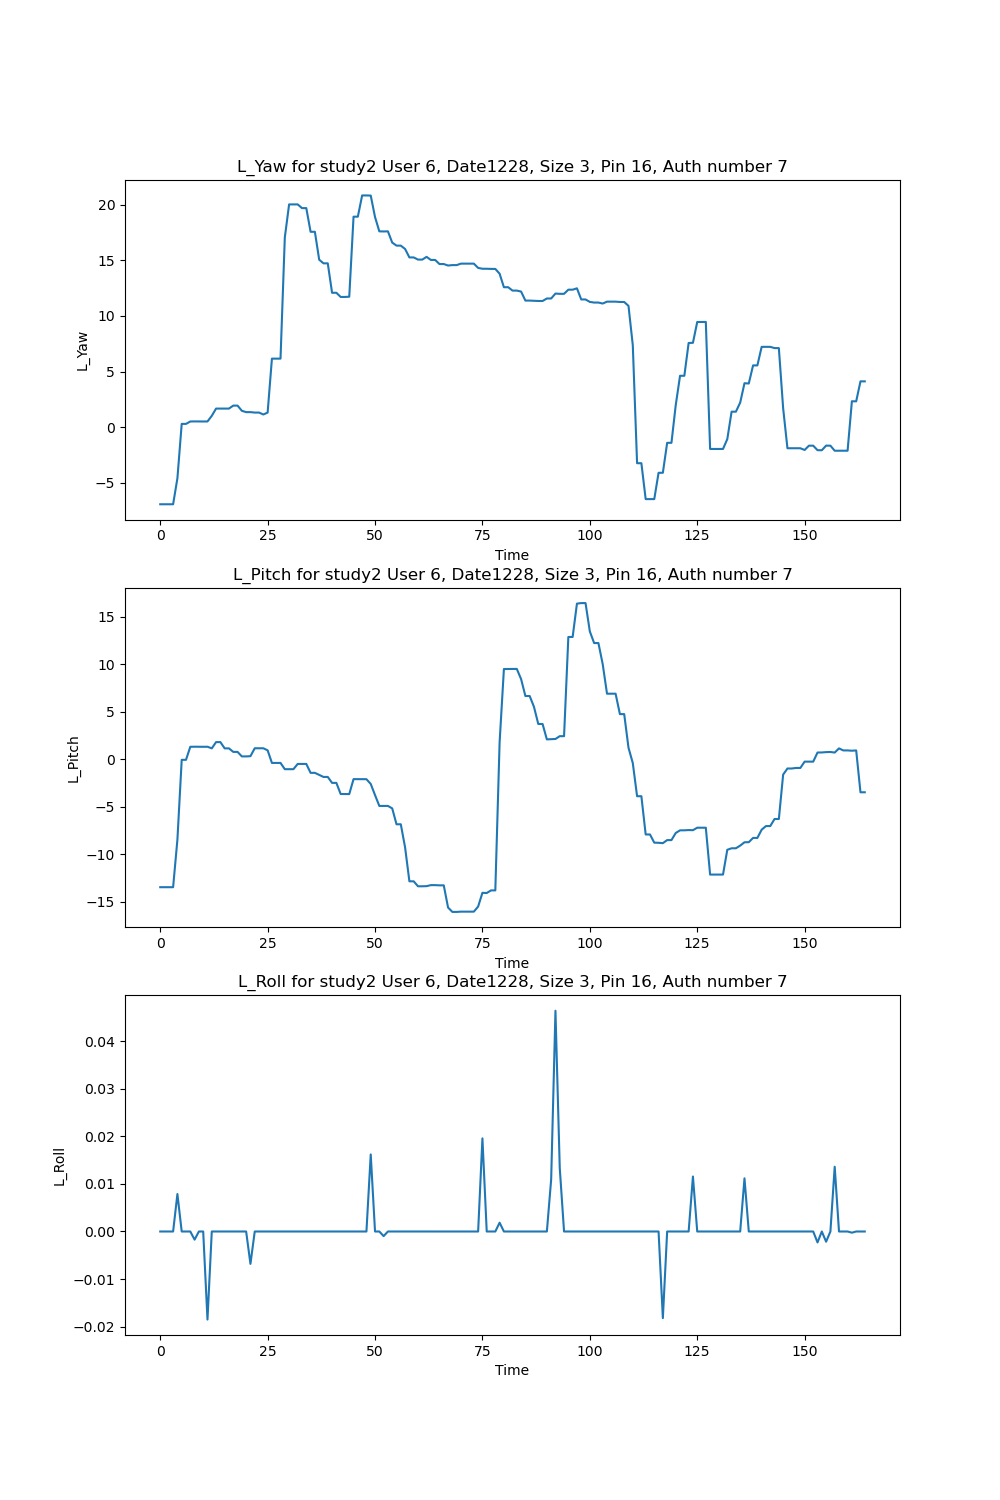 L_Yaw for study2 User 6, Date1228, Size 3, Pin 16, Auth number 7
20
15
10
5
0
−5
L_Yaw
0 25 50 75 100 125 150
Time
L_Pitch for study2 User 6, Date1228, Size 3, Pin 16, Auth number 7
15
10
5
0
−5
−10
−15
L_Pitch
0 25 50 75 100 125 150
Time
L_Roll for study2 User 6, Date1228, Size 3, Pin 16, Auth number 7
0.04
0.03
0.02
0.01
0.00
−0.01
−0.02
L_Roll
0 25 50 75 100 125 150
Time